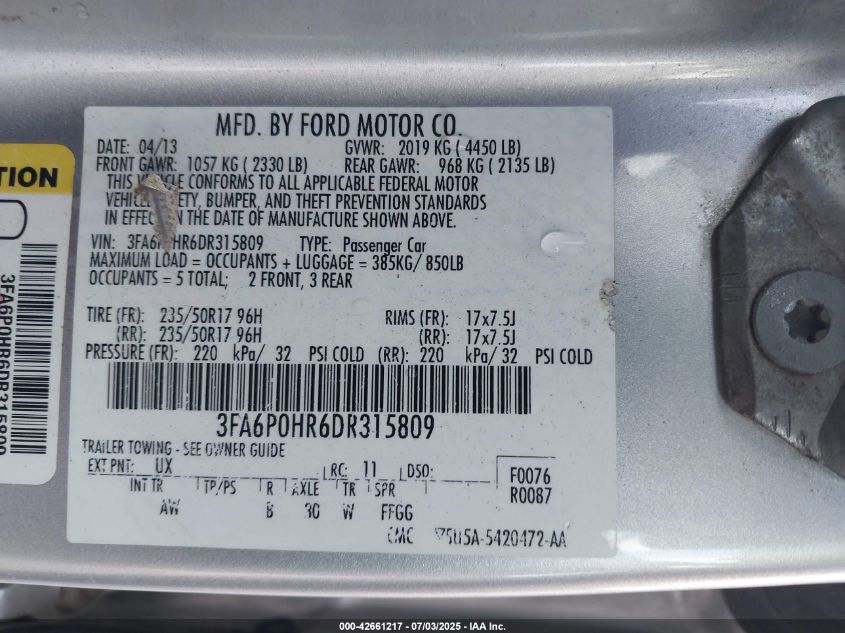 MFD. BY FORD MOTOR CO.
DATE: 04/13 GVWR: 2019 KG ( 4450 LB)
FRONT GAWR: 1057 KG ( 2330 LB) REAR GAWR: 968 KG ( 2135 LB)
THIS CONFORMS TO ALL APPLICABLE FEDERAL MOTOR
BUMPER, AND THEFT PREVENTION STANDARDS
IN EFFECT THE DATE OF MANUFACTURE SHOWN ABOVE.
VIN: HR6DR315809 TYPE: Passenger Car
MAXIMUM LOAD = OCCUPANTS + LUGGAGE = 385KG/ 850LB
OCCUPANTS = 5 TOTAL; 2 FRONT, 3 REAR
TIRE (FR): 235/50R17 96H RIMS (FR): 17x7.5J
(RR): 235/50R17 96H (RR): 17x7.5J
PRESSURE (FR): 220 kPa/ 32 PSI COLD (RR): 220 kPa/ 32 PSI COLD
3FA6P0HR6DR315809
TRAILER TOWING - SEE OWNER GUIDE
EXT PNT: UX RC: 11 DSO:
F0076
INT TR TP/PS R AXLE TR SPR
R0087
AW B 30 W FFGG
CMC 5U5A-5420472-AA
TION
3FA6P0HR6DR315809
000-42661217 - 07/03/2025 - IAA Inc.